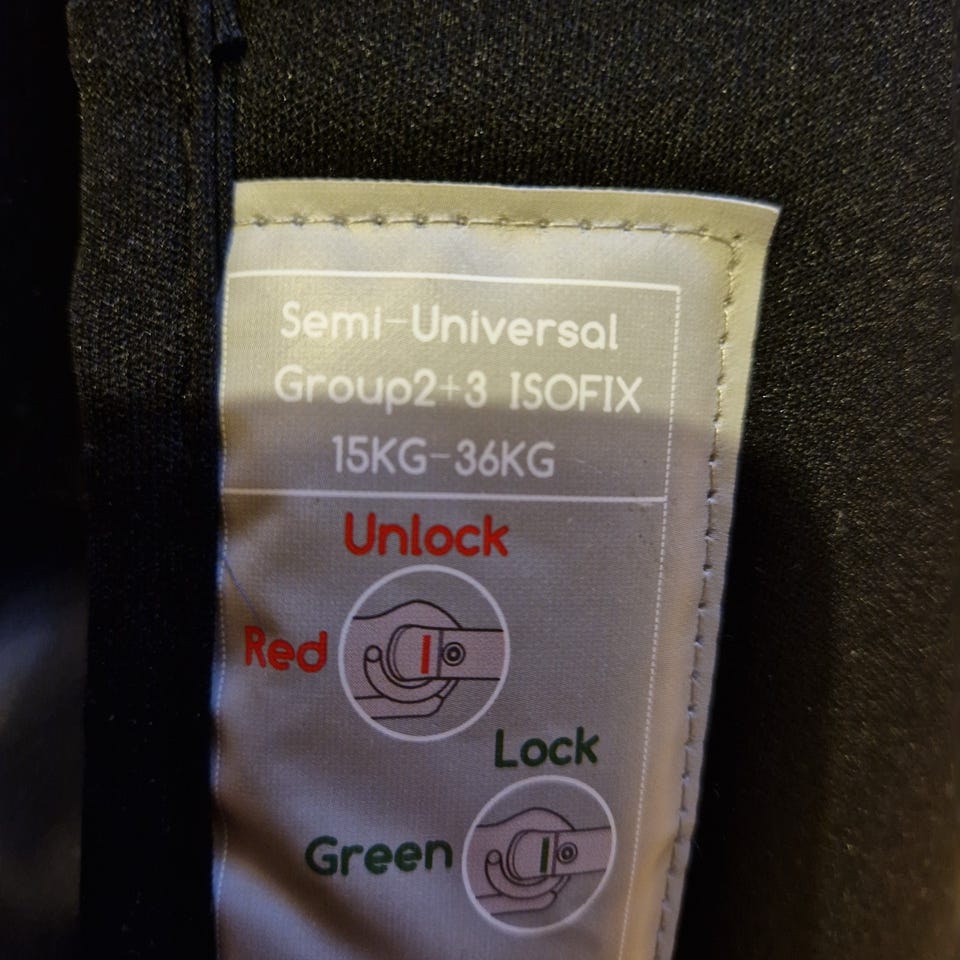 Semi-Universal
Group2+3 ISOFIX
15KG-36KG
Unlock
Red
Lock
Green